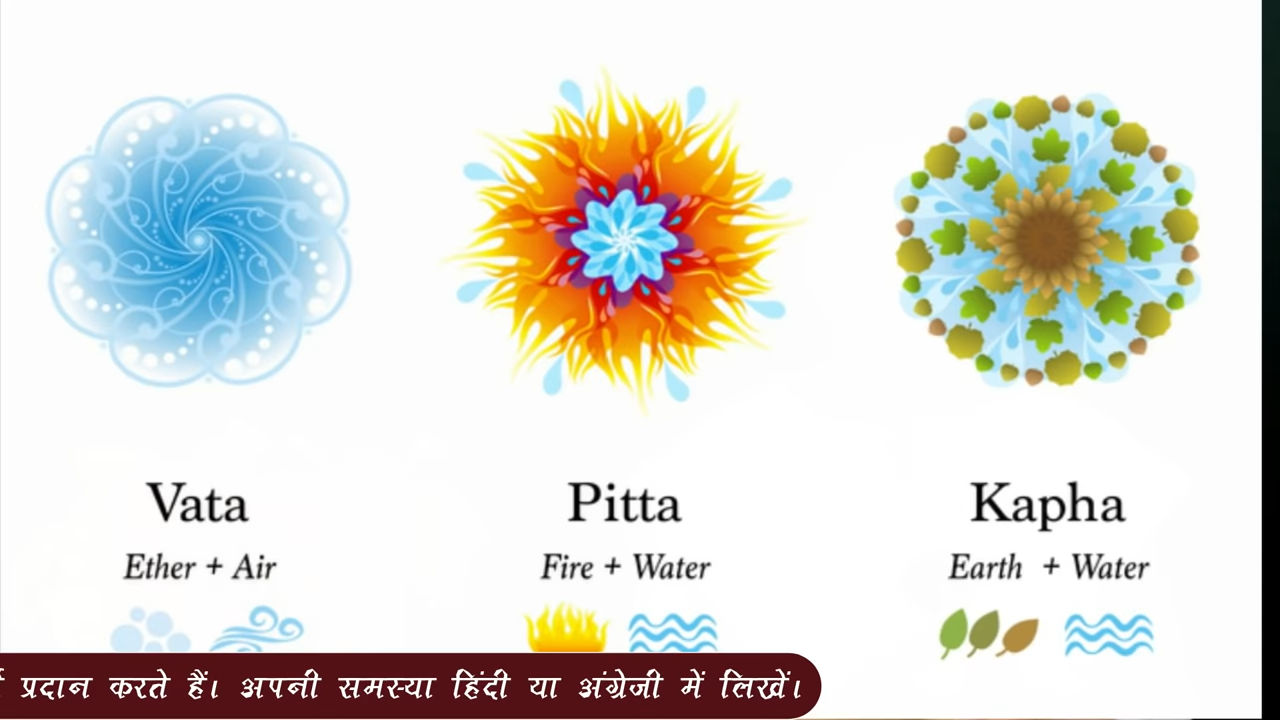 Vata
Pitta
Kapha
Ether + Air
Fire + Water
Earth + Water
प्रदान करते हैं। अपनी समस्या हिंदी या अंग्रेजी में लिखें।